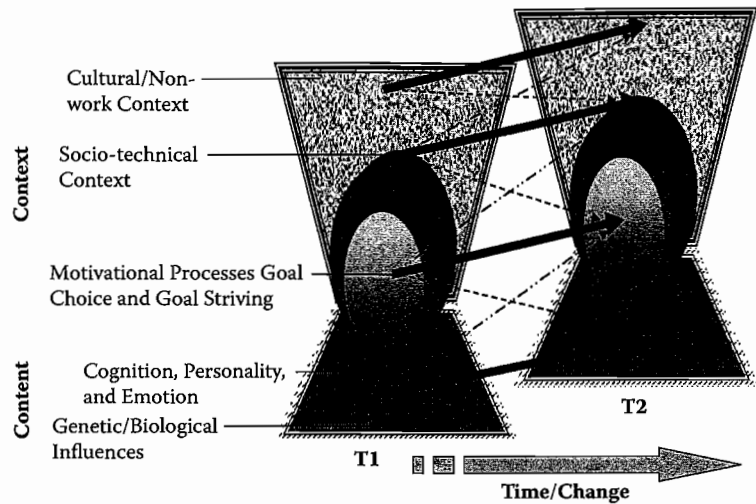 Cultural/Non-
work Context
Socio-technical
Context
Context
Motivational Processes Goal
Choice and Goal Striving
Content
Cognition, Personality,
and Emotion
Genetic/Biological
Influences
T1
T2
Time/Change